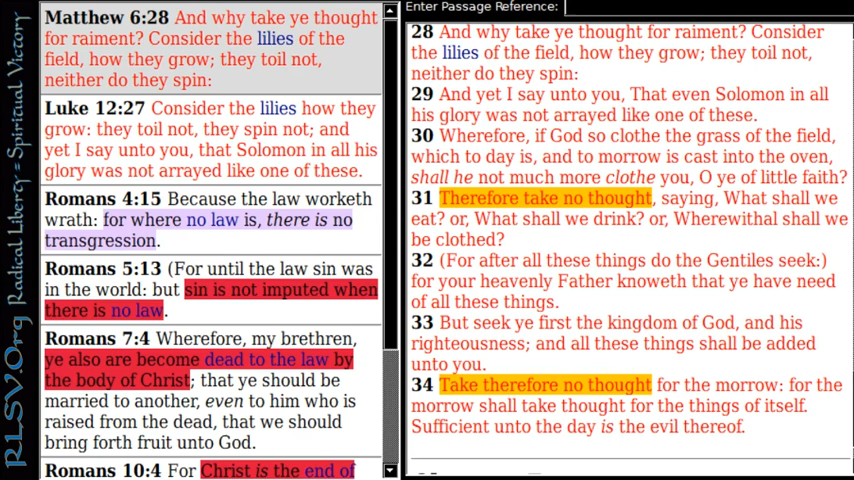 RLSV.Org Radical Liberty = Spiritual Victory
Matthew 6:28 And why take ye thought
for raiment? Consider the lilies of the
field, how they grow; they toil not,
neither do they spin:
Luke 12:27 Consider the lilies how they
grow: they toil not, they spin not; and
yet I say unto you, that Solomon in all his
glory was not arrayed like one of these.
Romans 4:15 Because the law worketh
wrath: for where no law is, there is no
transgression.
Romans 5:13 (For until the law sin was
in the world: but sin is not imputed when
there is no law.
Romans 7:4 Wherefore, my brethren,
ye also are become dead to the law by
the body of Christ; that ye should be
married to another, even to him who is
raised from the dead, that we should
bring forth fruit unto God.
Romans 10:4 For Christ is the end of
Enter Passage Reference:
28 And why take ye thought for raiment? Consider
the lilies of the field, how they grow; they toil not,
neither do they spin:
29 And yet I say unto you, That even Solomon in all
his glory was not arrayed like one of these.
30 Wherefore, if God so clothe the grass of the field,
which to day is, and to morrow is cast into the oven,
shall he not much more clothe you, O ye of little faith?
31 Therefore take no thought, saying, What shall we
eat? or, What shall we drink? or, Wherewithal shall we
be clothed?
32 (For after all these things do the Gentiles seek:)
for your heavenly Father knoweth that ye have need
of all these things.
33 But seek ye first the kingdom of God, and his
righteousness; and all these things shall be added
unto you.
34 Take therefore no thought for the morrow: for the
morrow shall take thought for the things of itself.
Sufficient unto the day is the evil thereof.